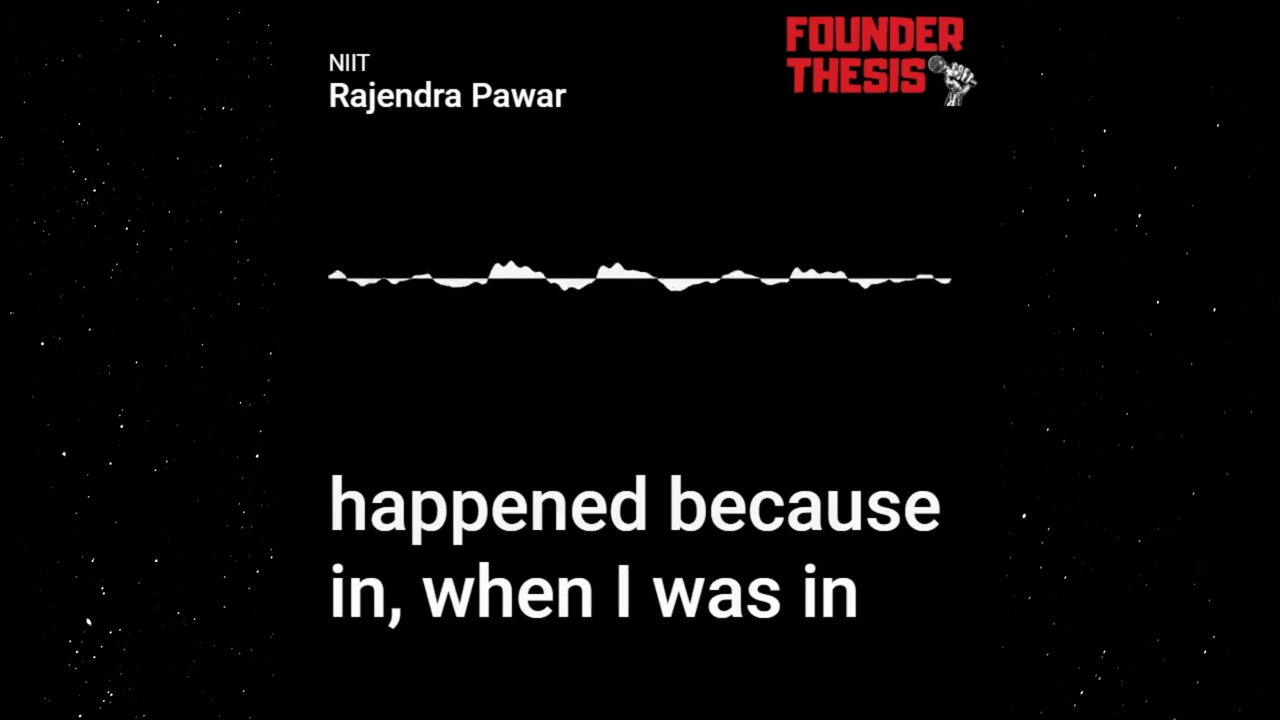 NIIT
Rajendra Pawar
FOUNDER
THESIS
happened because
in, when I was in